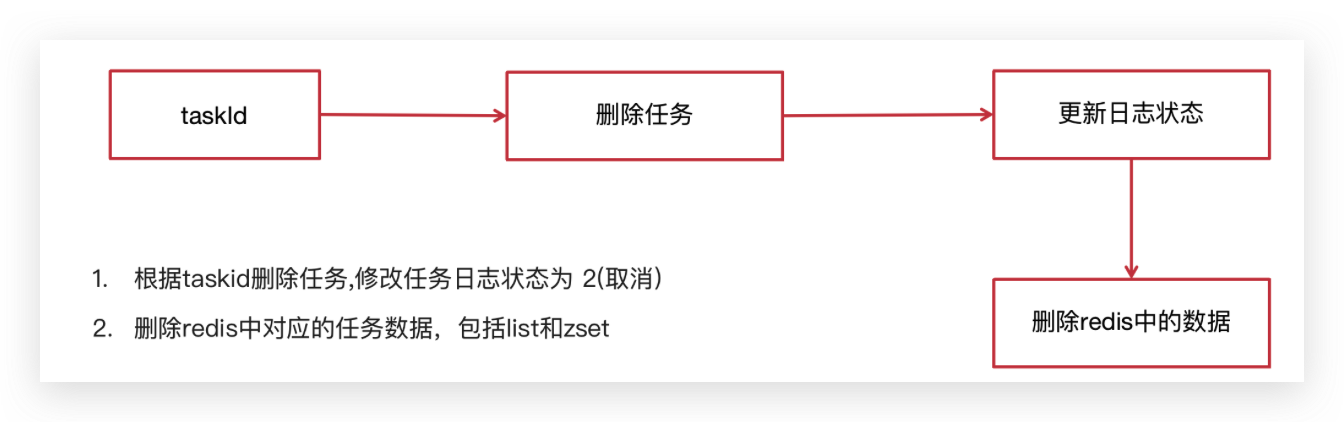 taskId
删除任务
更新日志状态
1. 根据taskid删除任务,修改任务日志状态为 2(取消)
2. 删除redis中对应的任务数据，包括list和zset
删除redis中的数据